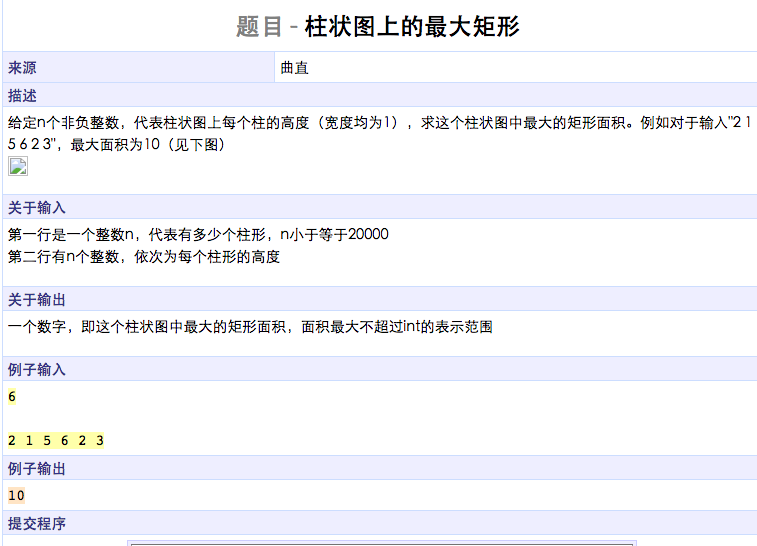 题目 - 柱状图上的最大矩形
来源 曲直
描述
给定n个非负整数，代表柱状图上每个柱的高度（宽度均为1），求这个柱状图中最大的矩形面积。例如对于输入"2 1
5 6 2 3"，最大面积为10（见下图）
关于输入
第一行是一个整数n，代表有多少个柱形，n小于等于20000
第二行有n个整数，依次为每个柱形的高度
关于输出
一个数字，即这个柱状图中最大的矩形面积，面积最大不超过int的表示范围
例子输入
6
2 1 5 6 2 3
例子输出
10
提交程序